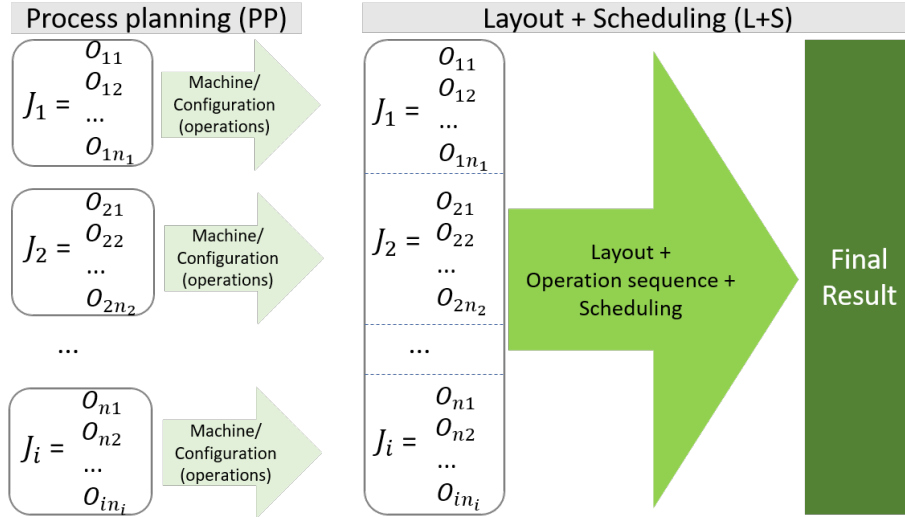 Process planning (PP)
Layout + Scheduling (L+S)
J₁ =
O₁₁
O₁₂
...
O₁ₙ₁
Machine/
Configuration
(operations)
J₂ =
O₂₁
O₂₂
...
O₂ₙ₂
Machine/
Configuration
(operations)
...
Jᵢ =
Oₙ₁
Oₙ₂
...
Oᵢₙᵢ
Machine/
Configuration
(operations)
J₁ =
O₁₁
O₁₂
...
O₁ₙ₁
J₂ =
O₂₁
O₂₂
...
O₂ₙ₂
...
Jᵢ =
Oₙ₁
Oₙ₂
...
Oᵢₙᵢ
Layout +
Operation sequence +
Scheduling
Final
Result